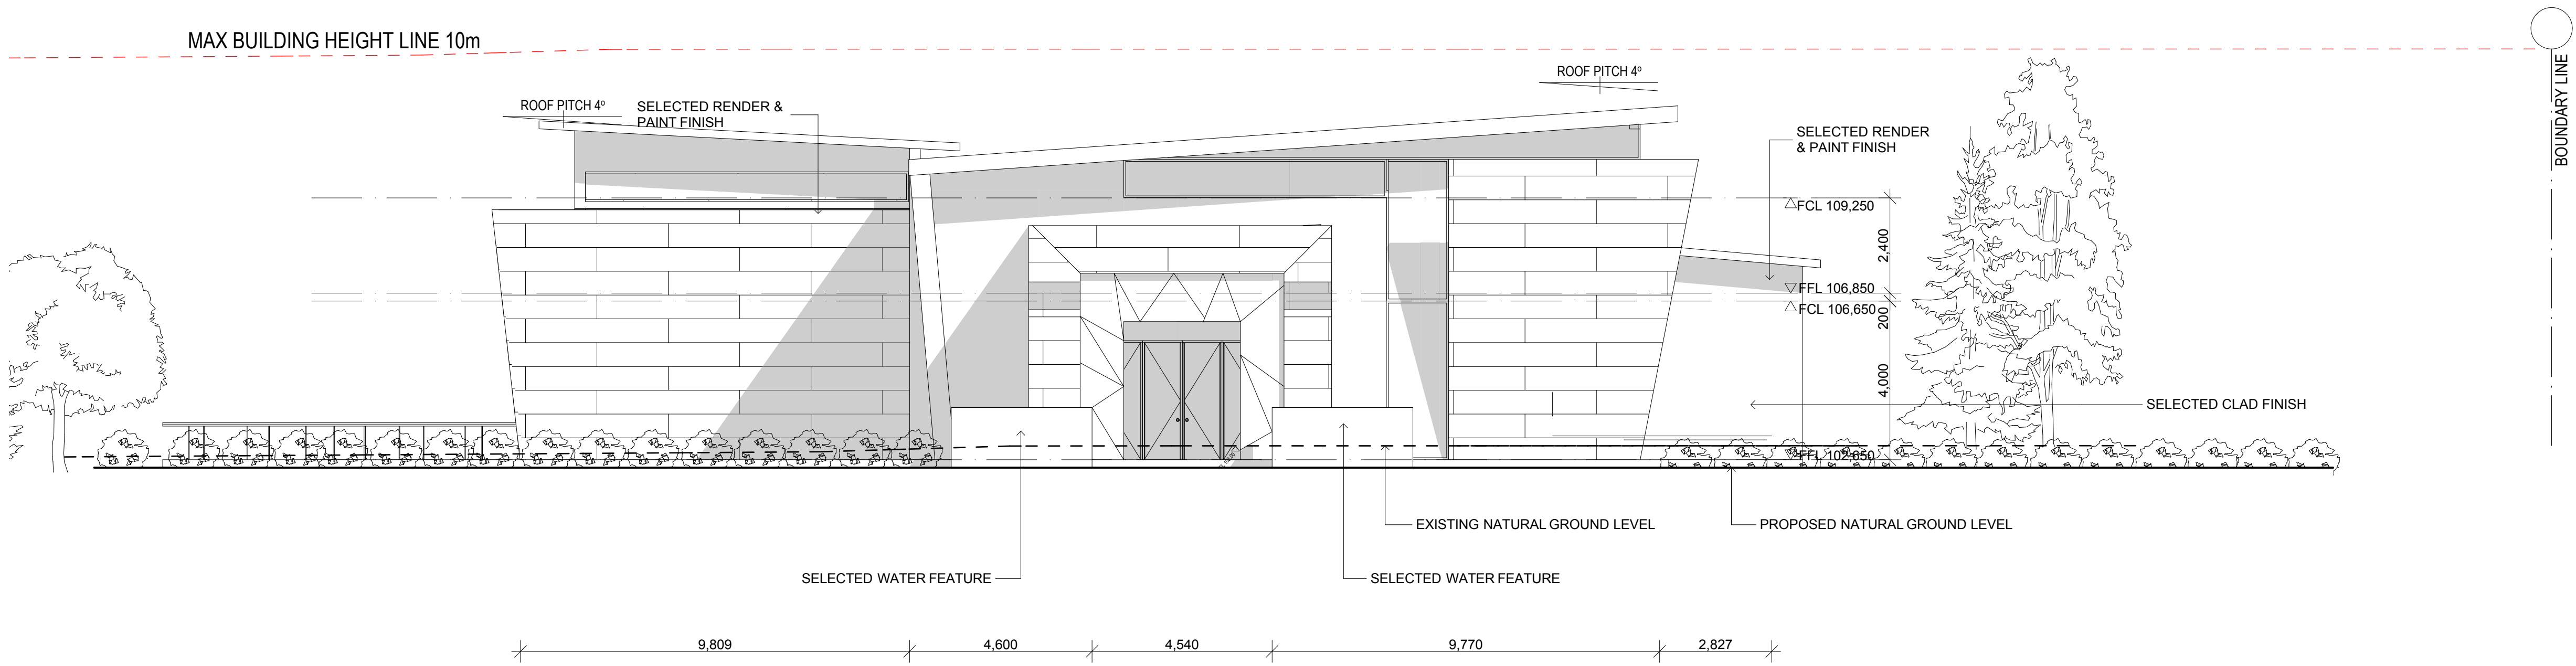 MAX BUILDING HEIGHT LINE 10m
BOUNDARY LINE
ROOF PITCH 4º
ROOF PITCH 4º
SELECTED RENDER &
PAINT FINISH
SELECTED RENDER
& PAINT FINISH
FCL 109,250
2,400
FFL 106,850
FCL 106,650
200
4,000
SELECTED CLAD FINISH
FFL 102,650
EXISTING NATURAL GROUND LEVEL
PROPOSED NATURAL GROUND LEVEL
SELECTED WATER FEATURE
SELECTED WATER FEATURE
9,809
4,600
4,540
9,770
2,827